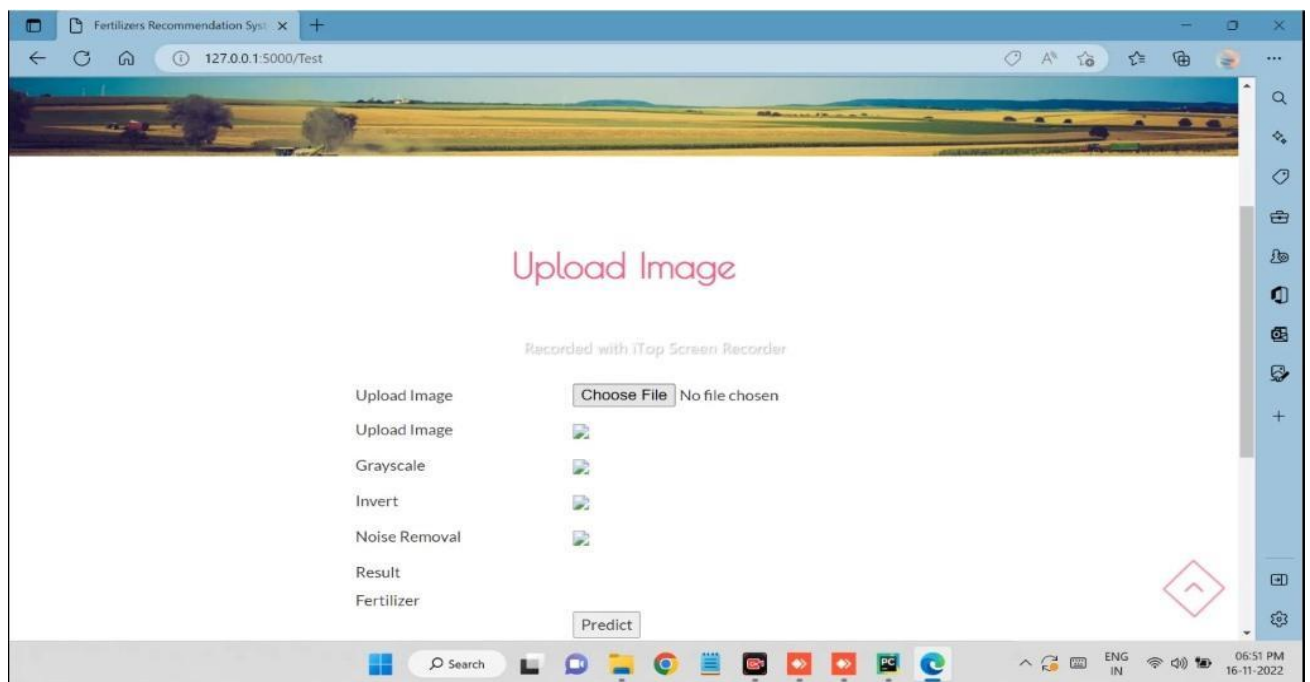 Fertilizers Recommendation Syst
127.0.0.1:5000/Test
Upload Image
Recorded with iTop Screen Recorder
Upload Image Choose File No file chosen
Upload Image
Grayscale
Invert
Noise Removal
Result
Fertilizer
Predict
Search
ENG
IN
06:51 PM
16-11-2022